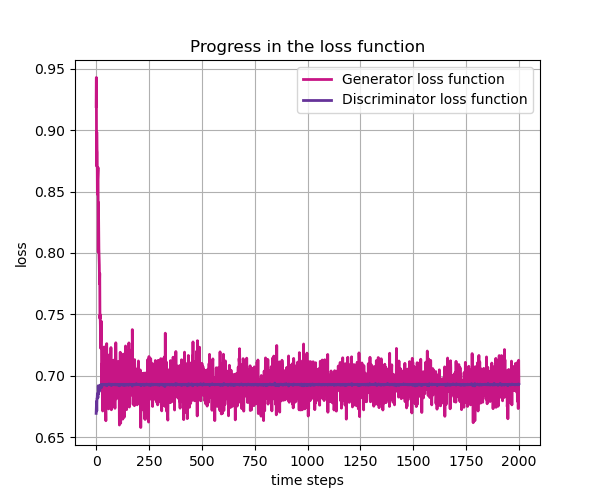 Progress in the loss function
Generator loss function
Discriminator loss function
0.95
0.90
0.85
0.80
0.75
0.70
0.65
loss
0 250 500 750 1000 1250 1500 1750 2000
time steps